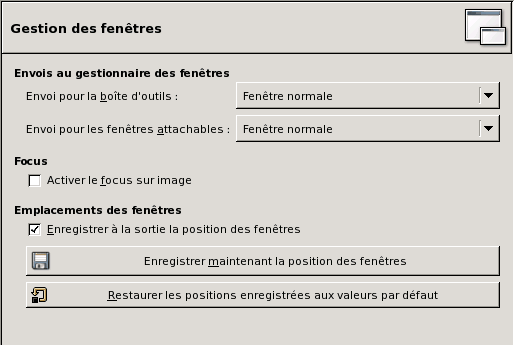 Gestion des fenêtres
Envois au gestionnaire des fenêtres
Envoi pour la boîte d'outils : Fenêtre normale
Envoi pour les fenêtres attachables : Fenêtre normale
Focus
Activer le focus sur image
Emplacements des fenêtres
Enregistrer à la sortie la position des fenêtres
Enregistrer maintenant la position des fenêtres
Restaurer les positions enregistrées aux valeurs par défaut